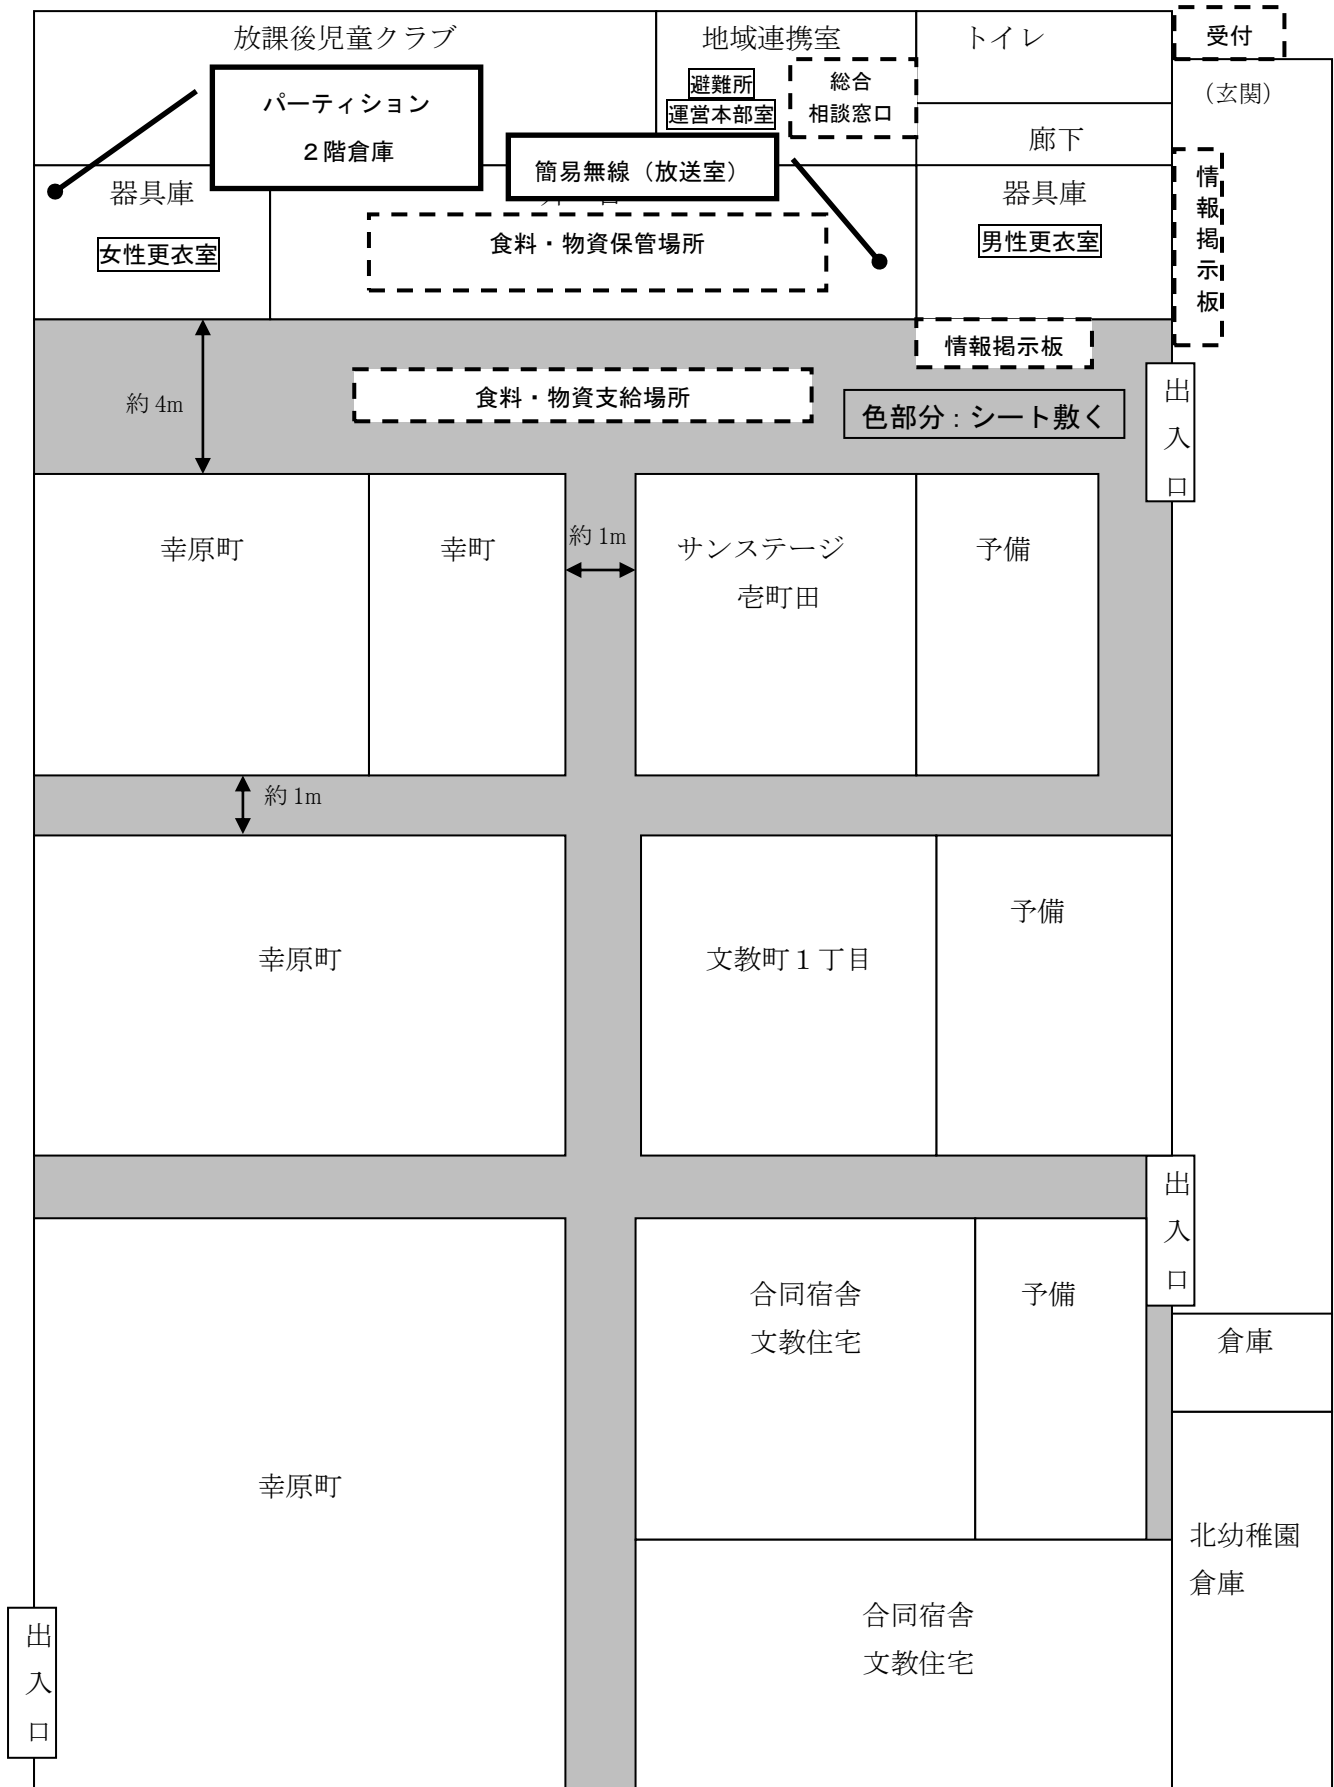 放課後児童クラブ
地域連携室
トイレ
受付
避難所
運営本部室
総合
相談窓口
（玄関）
パーティション
２階倉庫
廊下
簡易無線（放送室）
器具庫
女性更衣室
食料・物資保管場所
器具庫
男性更衣室
情報掲示板
情報掲示板
約 4m
食料・物資支給場所
色部分：シート敷く
出入口
幸原町
幸町
約 1m
サンステージ
壱町田
予備
約 1m
幸原町
文教町１丁目
予備
出入口
合同宿舎
文教住宅
予備
倉庫
幸原町
北幼稚園
倉庫
合同宿舎
文教住宅
出入口